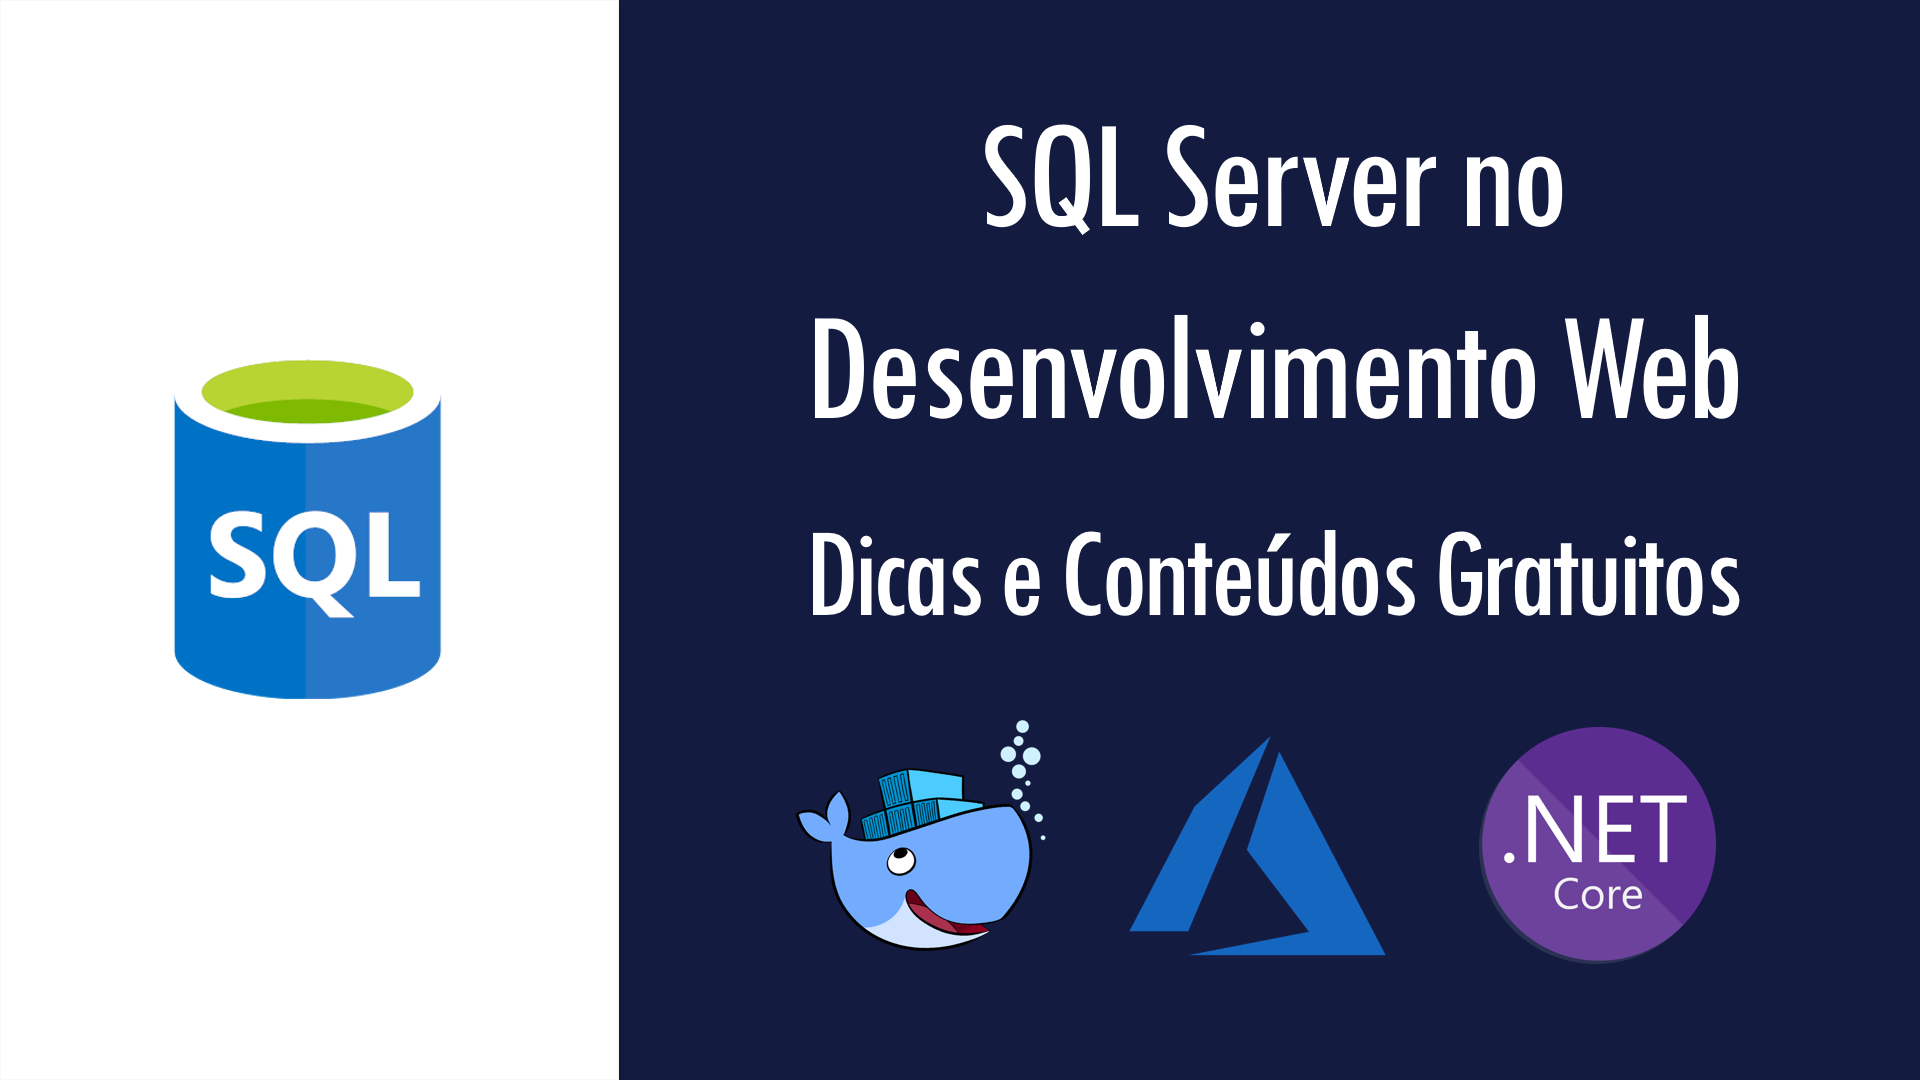 SQL
SQL Server no
Desenvolvimento Web
Dicas e Conteúdos Gratuitos
.NET
Core